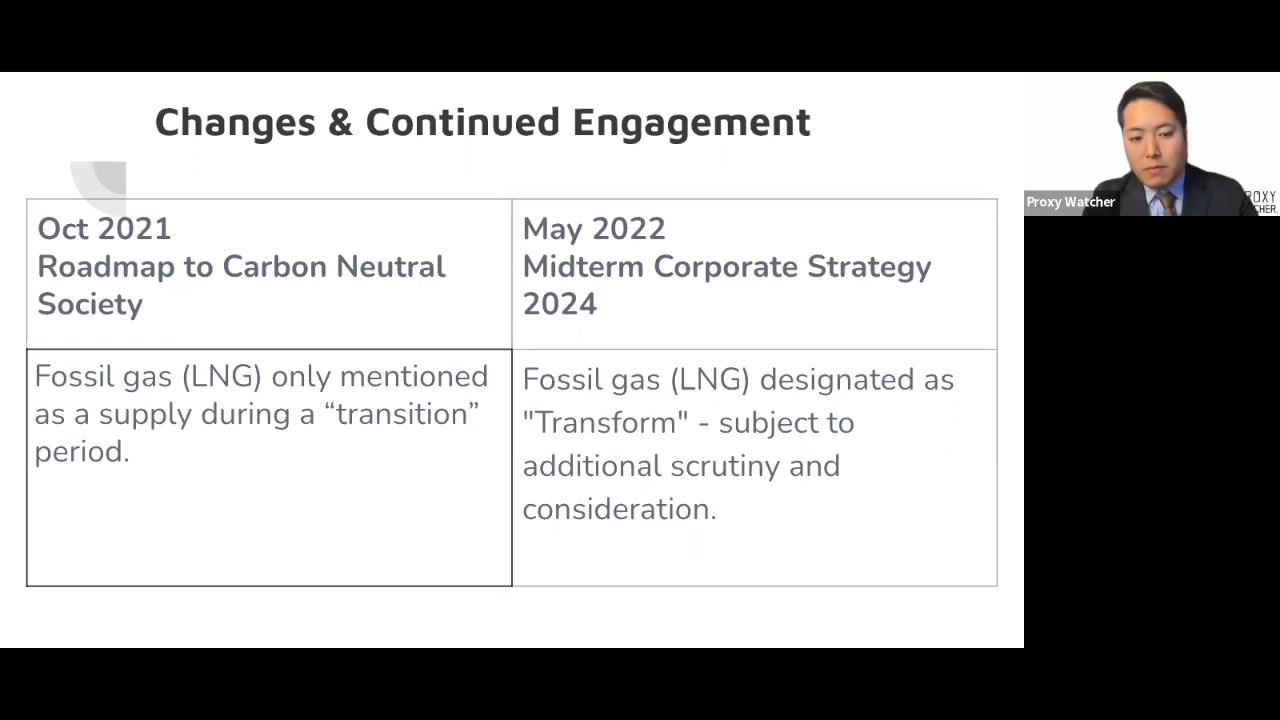 Changes & Continued Engagement
Oct 2021
Roadmap to Carbon Neutral
Society
May 2022
Midterm Corporate Strategy
2024
Fossil gas (LNG) only mentioned
as a supply during a “transition”
period.
Fossil gas (LNG) designated as
"Transform" - subject to
additional scrutiny and
consideration.
Proxy Watcher